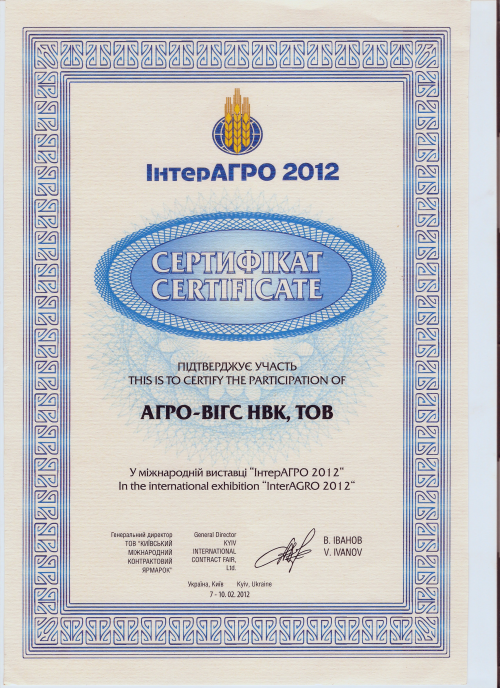 ІнтерАГРО 2012
СЕРТИФІКАТ
CERTIFICATE
ПІДТВЕРДЖУЄ УЧАСТЬ
THIS IS TO CERTIFY THE PARTICIPATION OF
АГРО-ВІГС НВК, ТОВ
У міжнародній виставці "ІнтерАГРО 2012"
In the international exhibition "InterAGRO 2012"
Генеральний директор
ТОВ "КИЇВСЬКИЙ
МІЖНАРОДНИЙ
КОНТРАКТОВИЙ
ЯРМАРОК"
General Director
KYIV
INTERNATIONAL
CONTRACT FAIR,
Ltd.
В. ІВАНОВ
V. IVANOV
Україна, Київ Kyiv, Ukraine
7 - 10. 02. 2012